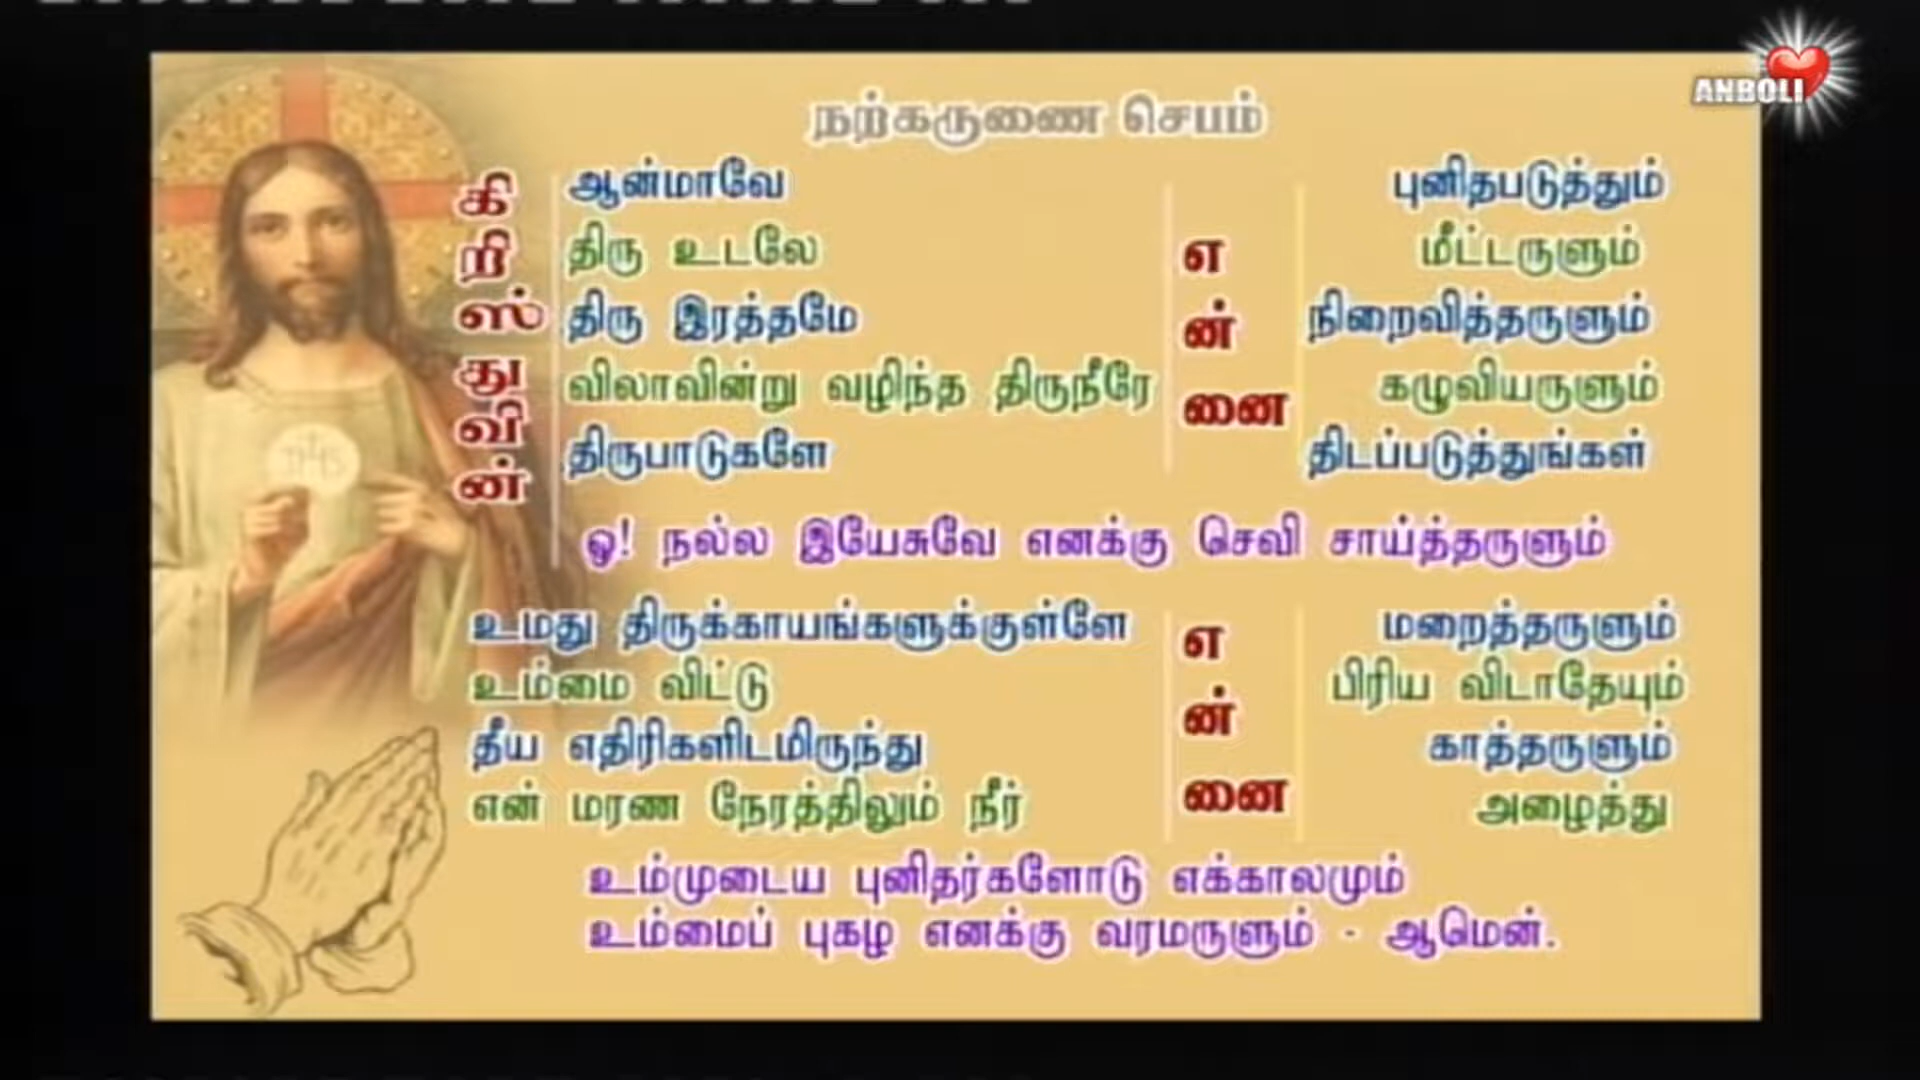 ANBOLI
நற்கருணை செபம்
கிறிஸ்துவின்
ஆன்மாவே
திரு உடலே
திரு இரத்தமே
விலாவின்று வழிந்த திருநீரே
திருபாடுகளே
என்னை
புனிதபடுத்தும்
மீட்டருளும்
நிறைவித்தருளும்
கழுவியருளும்
திடப்படுத்துங்கள்
ஓ! நல்ல இயேசுவே எனக்கு செவி சாய்த்தருளும்
உமது திருக்காயங்களுக்குள்ளே
உம்மை விட்டு
தீய எதிரிகளிடமிருந்து
என் மரண நேரத்திலும் நீர்
என்னை
மறைத்தருளும்
பிரிய விடாதேயும்
காத்தருளும்
அழைத்து
உம்முடைய புனிதர்களோடு எக்காலமும்
உம்மைப் புகழ எனக்கு வரமருளும் - ஆமென்.